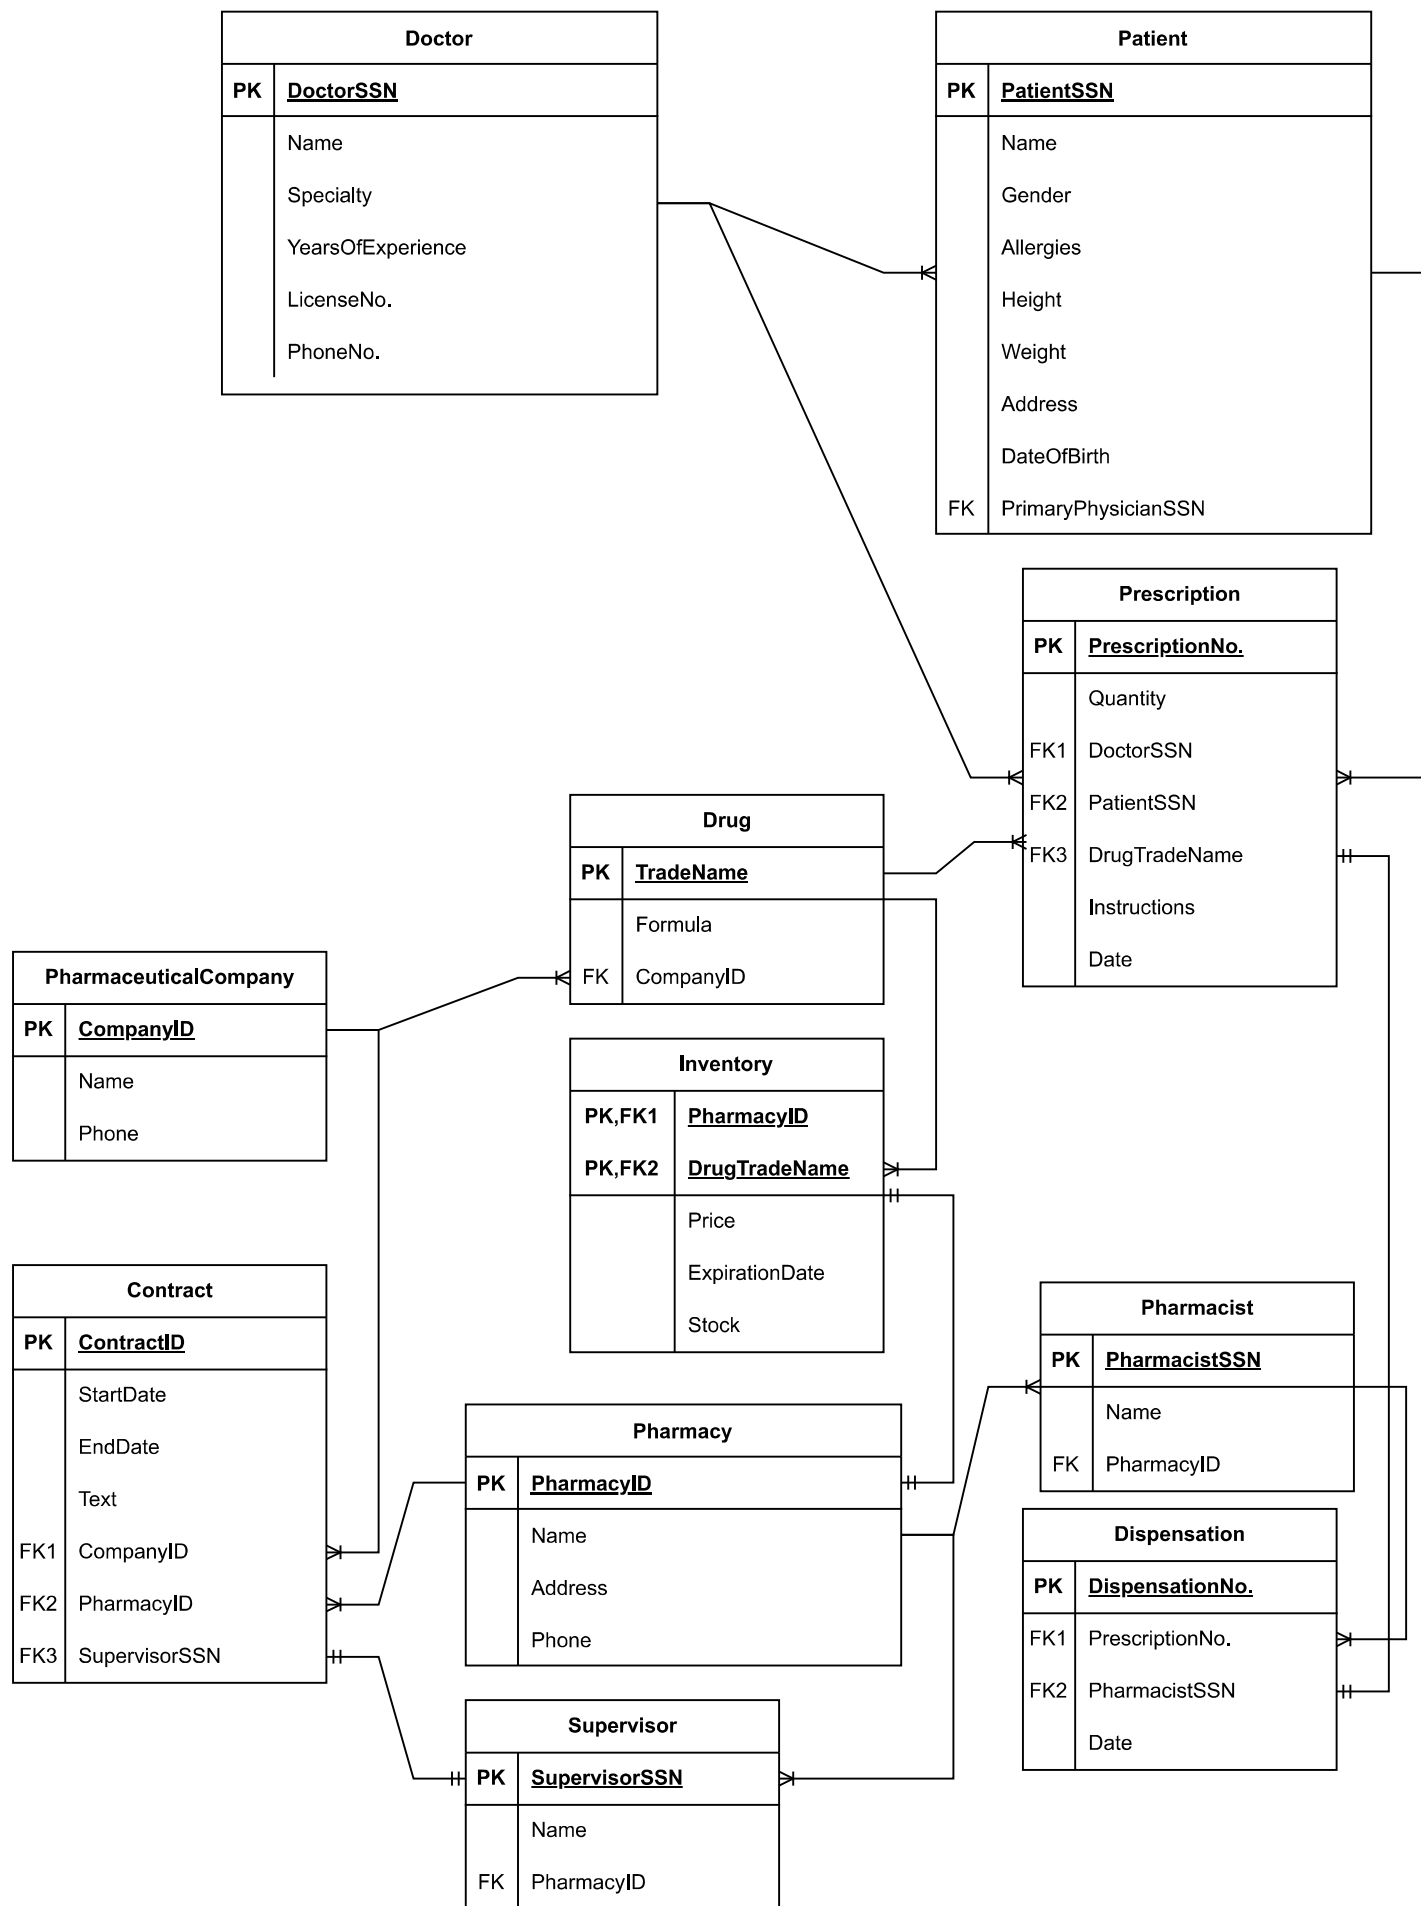 Doctor
PK DoctorSSN
Name
Specialty
YearsOfExperience
LicenseNo.
PhoneNo.
Patient
PK PatientSSN
Name
Gender
Allergies
Height
Weight
Address
DateOfBirth
FK PrimaryPhysicianSSN
Prescription
PK PrescriptionNo.
Quantity
FK1 DoctorSSN
FK2 PatientSSN
FK3 DrugTradeName
Instructions
Date
Drug
PK TradeName
Formula
FK CompanyID
PharmaceuticalCompany
PK CompanyID
Name
Phone
Inventory
PK,FK1 PharmacyID
PK,FK2 DrugTradeName
Price
ExpirationDate
Stock
Contract
PK ContractID
StartDate
EndDate
Text
FK1 CompanyID
FK2 PharmacyID
FK3 SupervisorSSN
Pharmacy
PK PharmacyID
Name
Address
Phone
Pharmacist
PK PharmacistSSN
Name
FK PharmacyID
Dispensation
PK DispensationNo.
FK1 PrescriptionNo.
FK2 PharmacistSSN
Date
Supervisor
PK SupervisorSSN
Name
FK PharmacyID